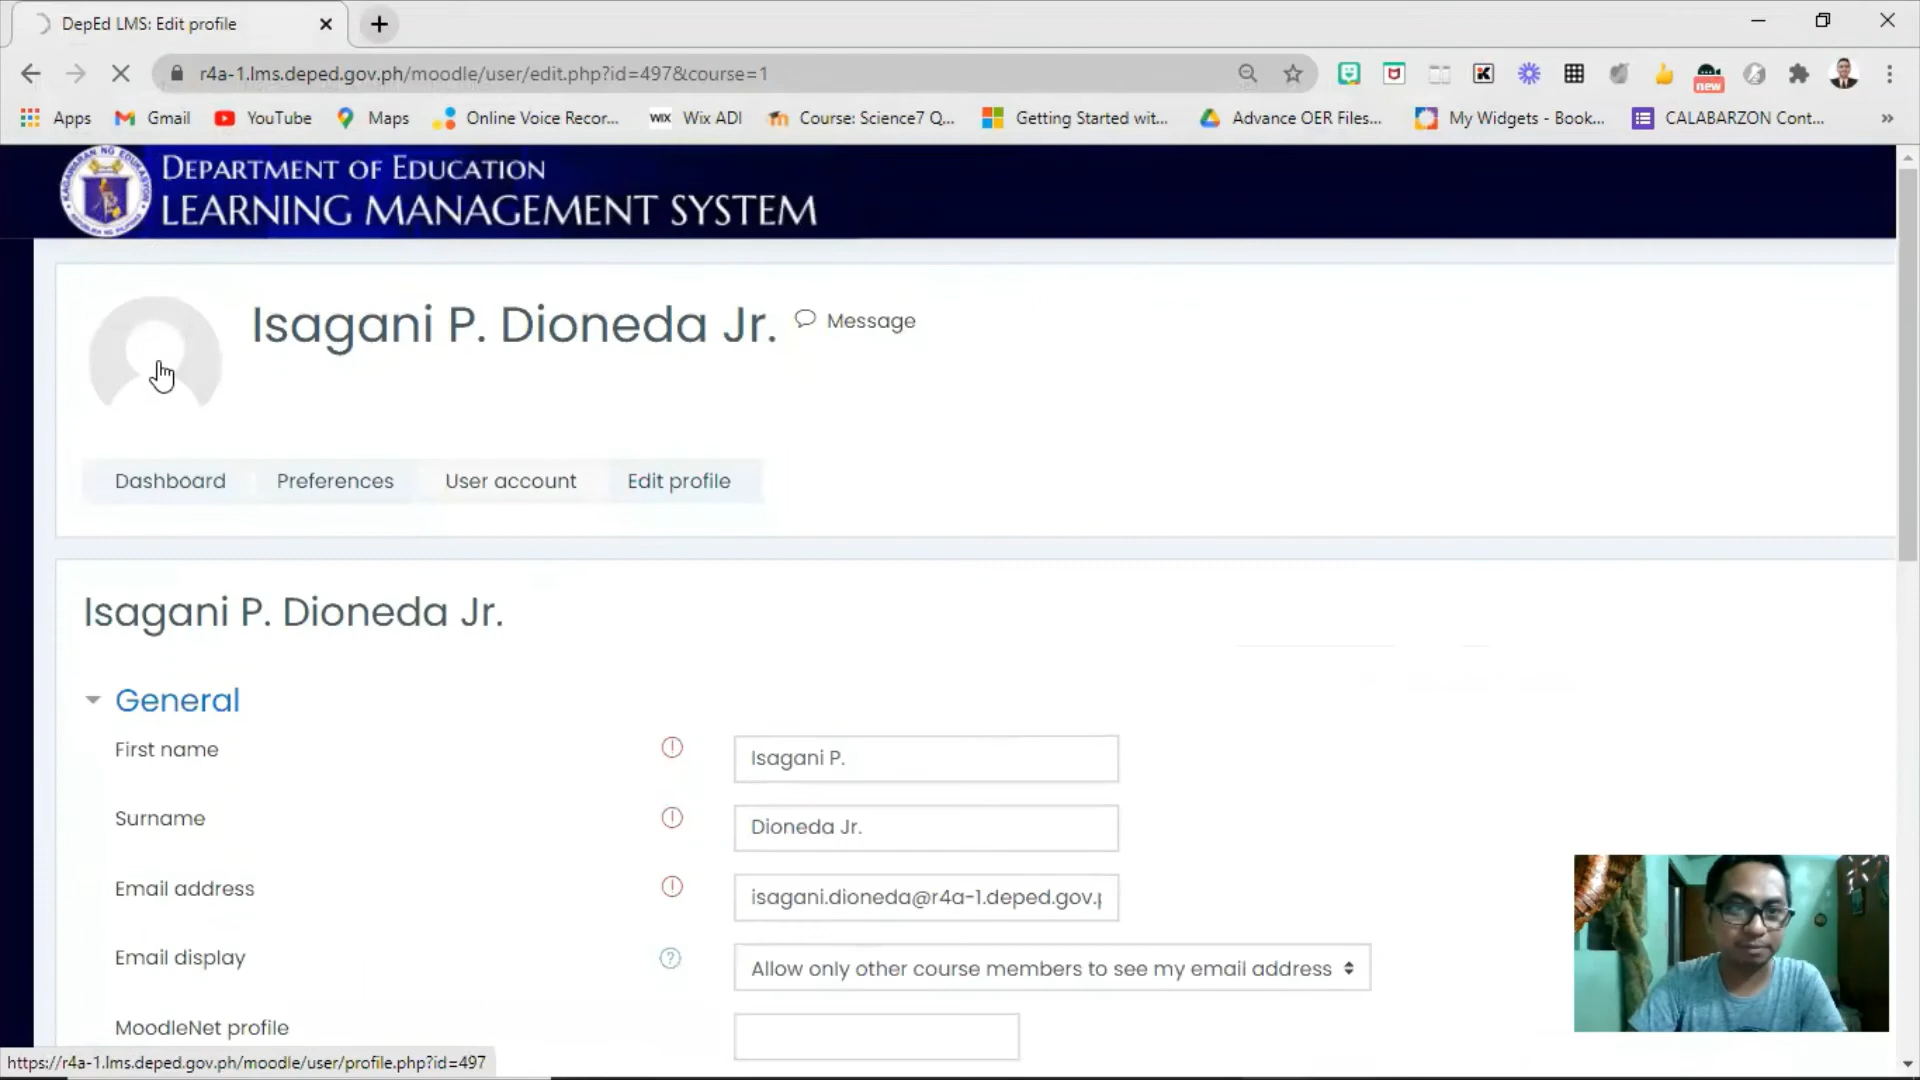 DepEd LMS: Edit profile
r4a-1.lms.deped.gov.ph/moodle/user/edit.php?id=497&course=1
new
Apps Gmail YouTube Maps Online Voice Recor... WIX Wix ADI Course: Science7 Q... Getting Started wit... Advance OER Files... My Widgets - Book... CALABARZON Cont... »
DEPARTMENT OF EDUCATION
LEARNING MANAGEMENT SYSTEM
Isagani P. Dioneda Jr. Message
Dashboard Preferences User account Edit profile
Isagani P. Dioneda Jr.
General
First name Isagani P.
Surname Dioneda Jr.
Email address isagani.dioneda@r4a-1.deped.gov.p
Email display Allow only other course members to see my email address
MoodleNet profile
https://r4a-1.lms.deped.gov.ph/moodle/user/profile.php?id=497